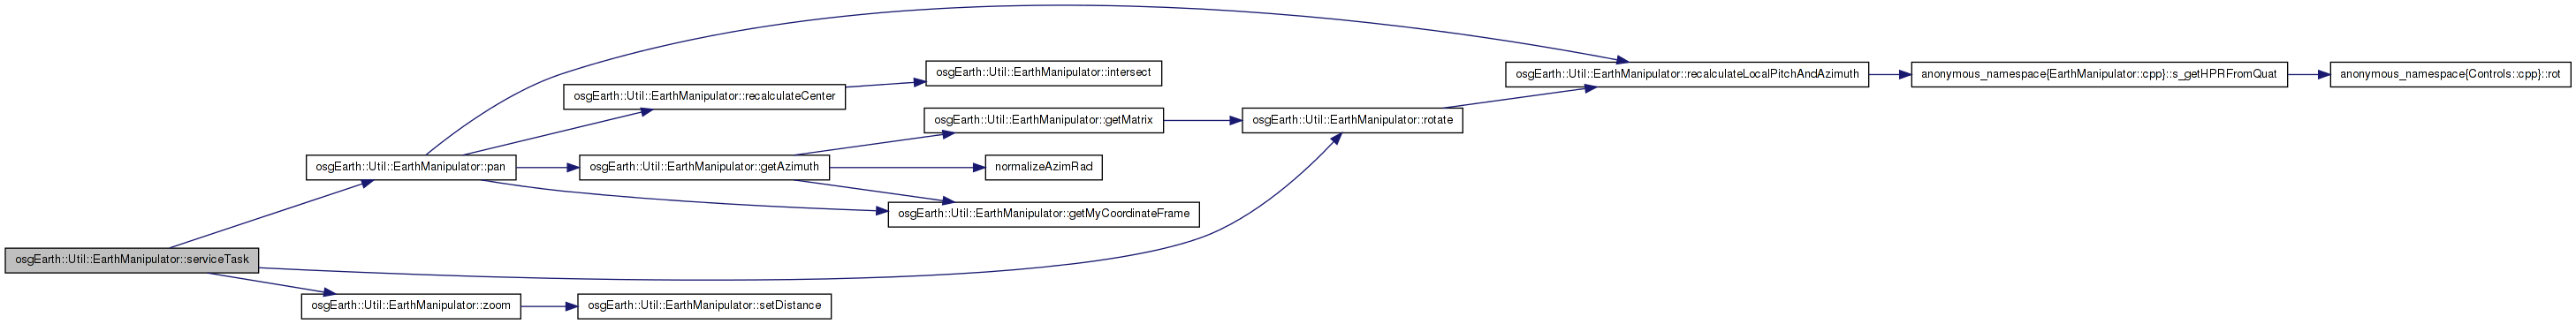 osgEarth::Util::EarthManipulator::serviceTask
osgEarth::Util::EarthManipulator::pan
osgEarth::Util::EarthManipulator::zoom
osgEarth::Util::EarthManipulator::recalculateCenter
osgEarth::Util::EarthManipulator::getAzimuth
osgEarth::Util::EarthManipulator::setDistance
osgEarth::Util::EarthManipulator::intersect
osgEarth::Util::EarthManipulator::getMatrix
normalizeAzimRad
osgEarth::Util::EarthManipulator::getMyCoordinateFrame
osgEarth::Util::EarthManipulator::rotate
osgEarth::Util::EarthManipulator::recalculateLocalPitchAndAzimuth
anonymous_namespace{EarthManipulator::cpp}::s_getHPRFromQuat
anonymous_namespace{Controls::cpp}::rot